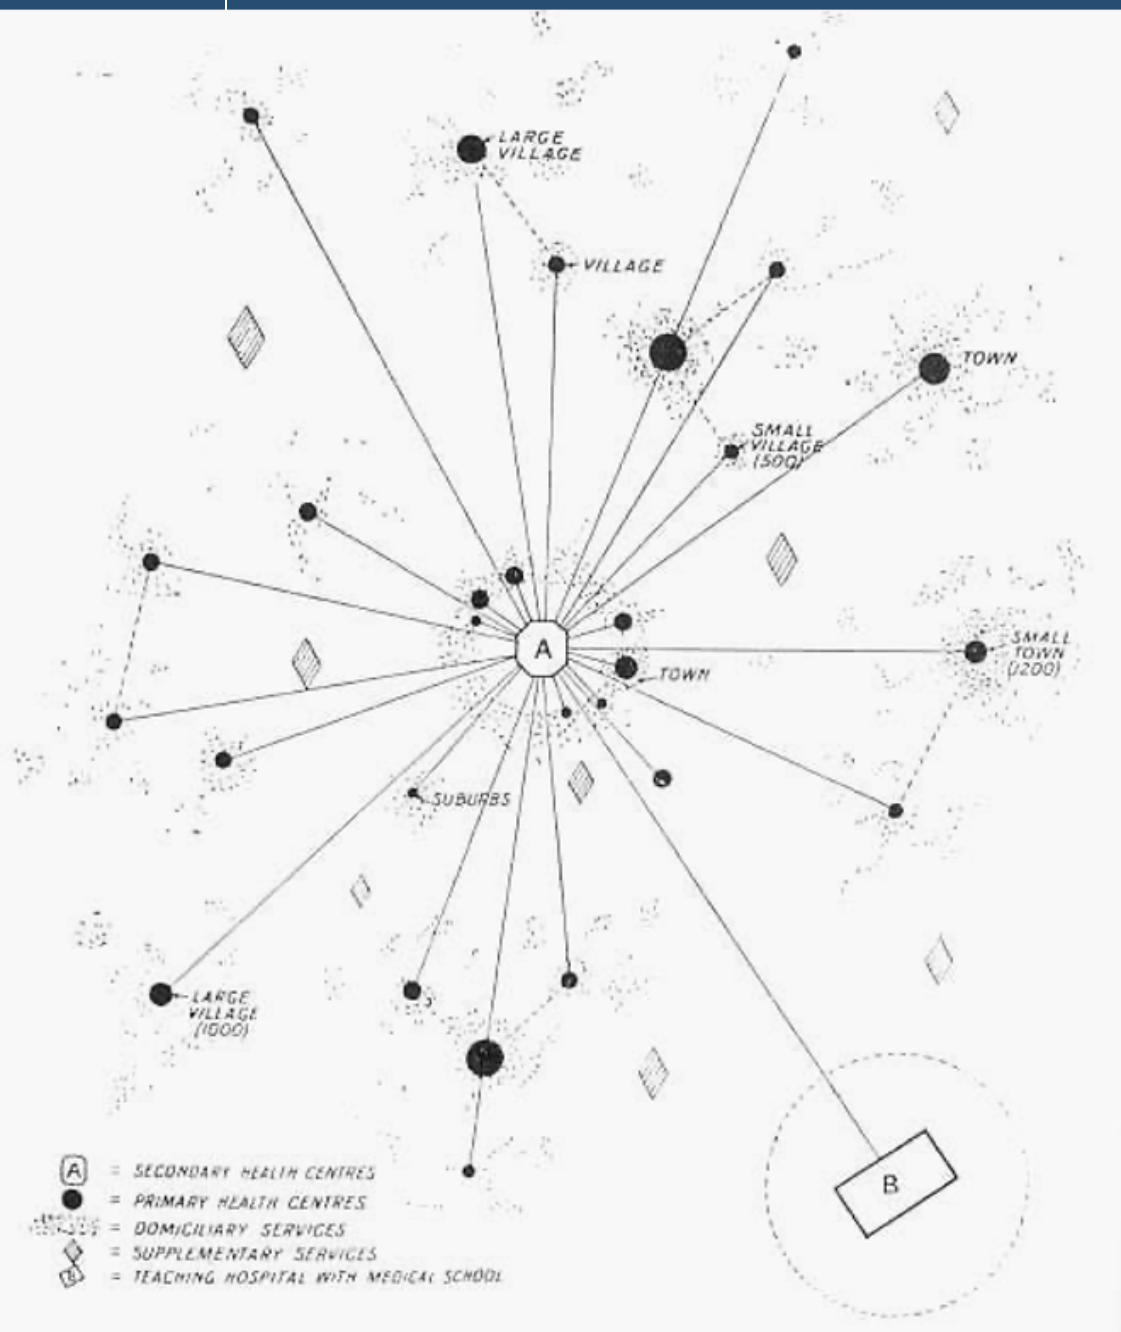 LARGE
VILLAGE
VILLAGE
TOWN
SMALL
VILLAGE
(500)
A
SMALL
TOWN
(1200)
TOWN
SUBURBS
LARGE
VILLAGE
(1000)
B
A = SECONDARY HEALTH CENTRES
= PRIMARY HEALTH CENTRES
= DOMICILIARY SERVICES
= SUPPLEMENTARY SERVICES
B = TEACHING HOSPITAL WITH MEDICAL SCHOOL